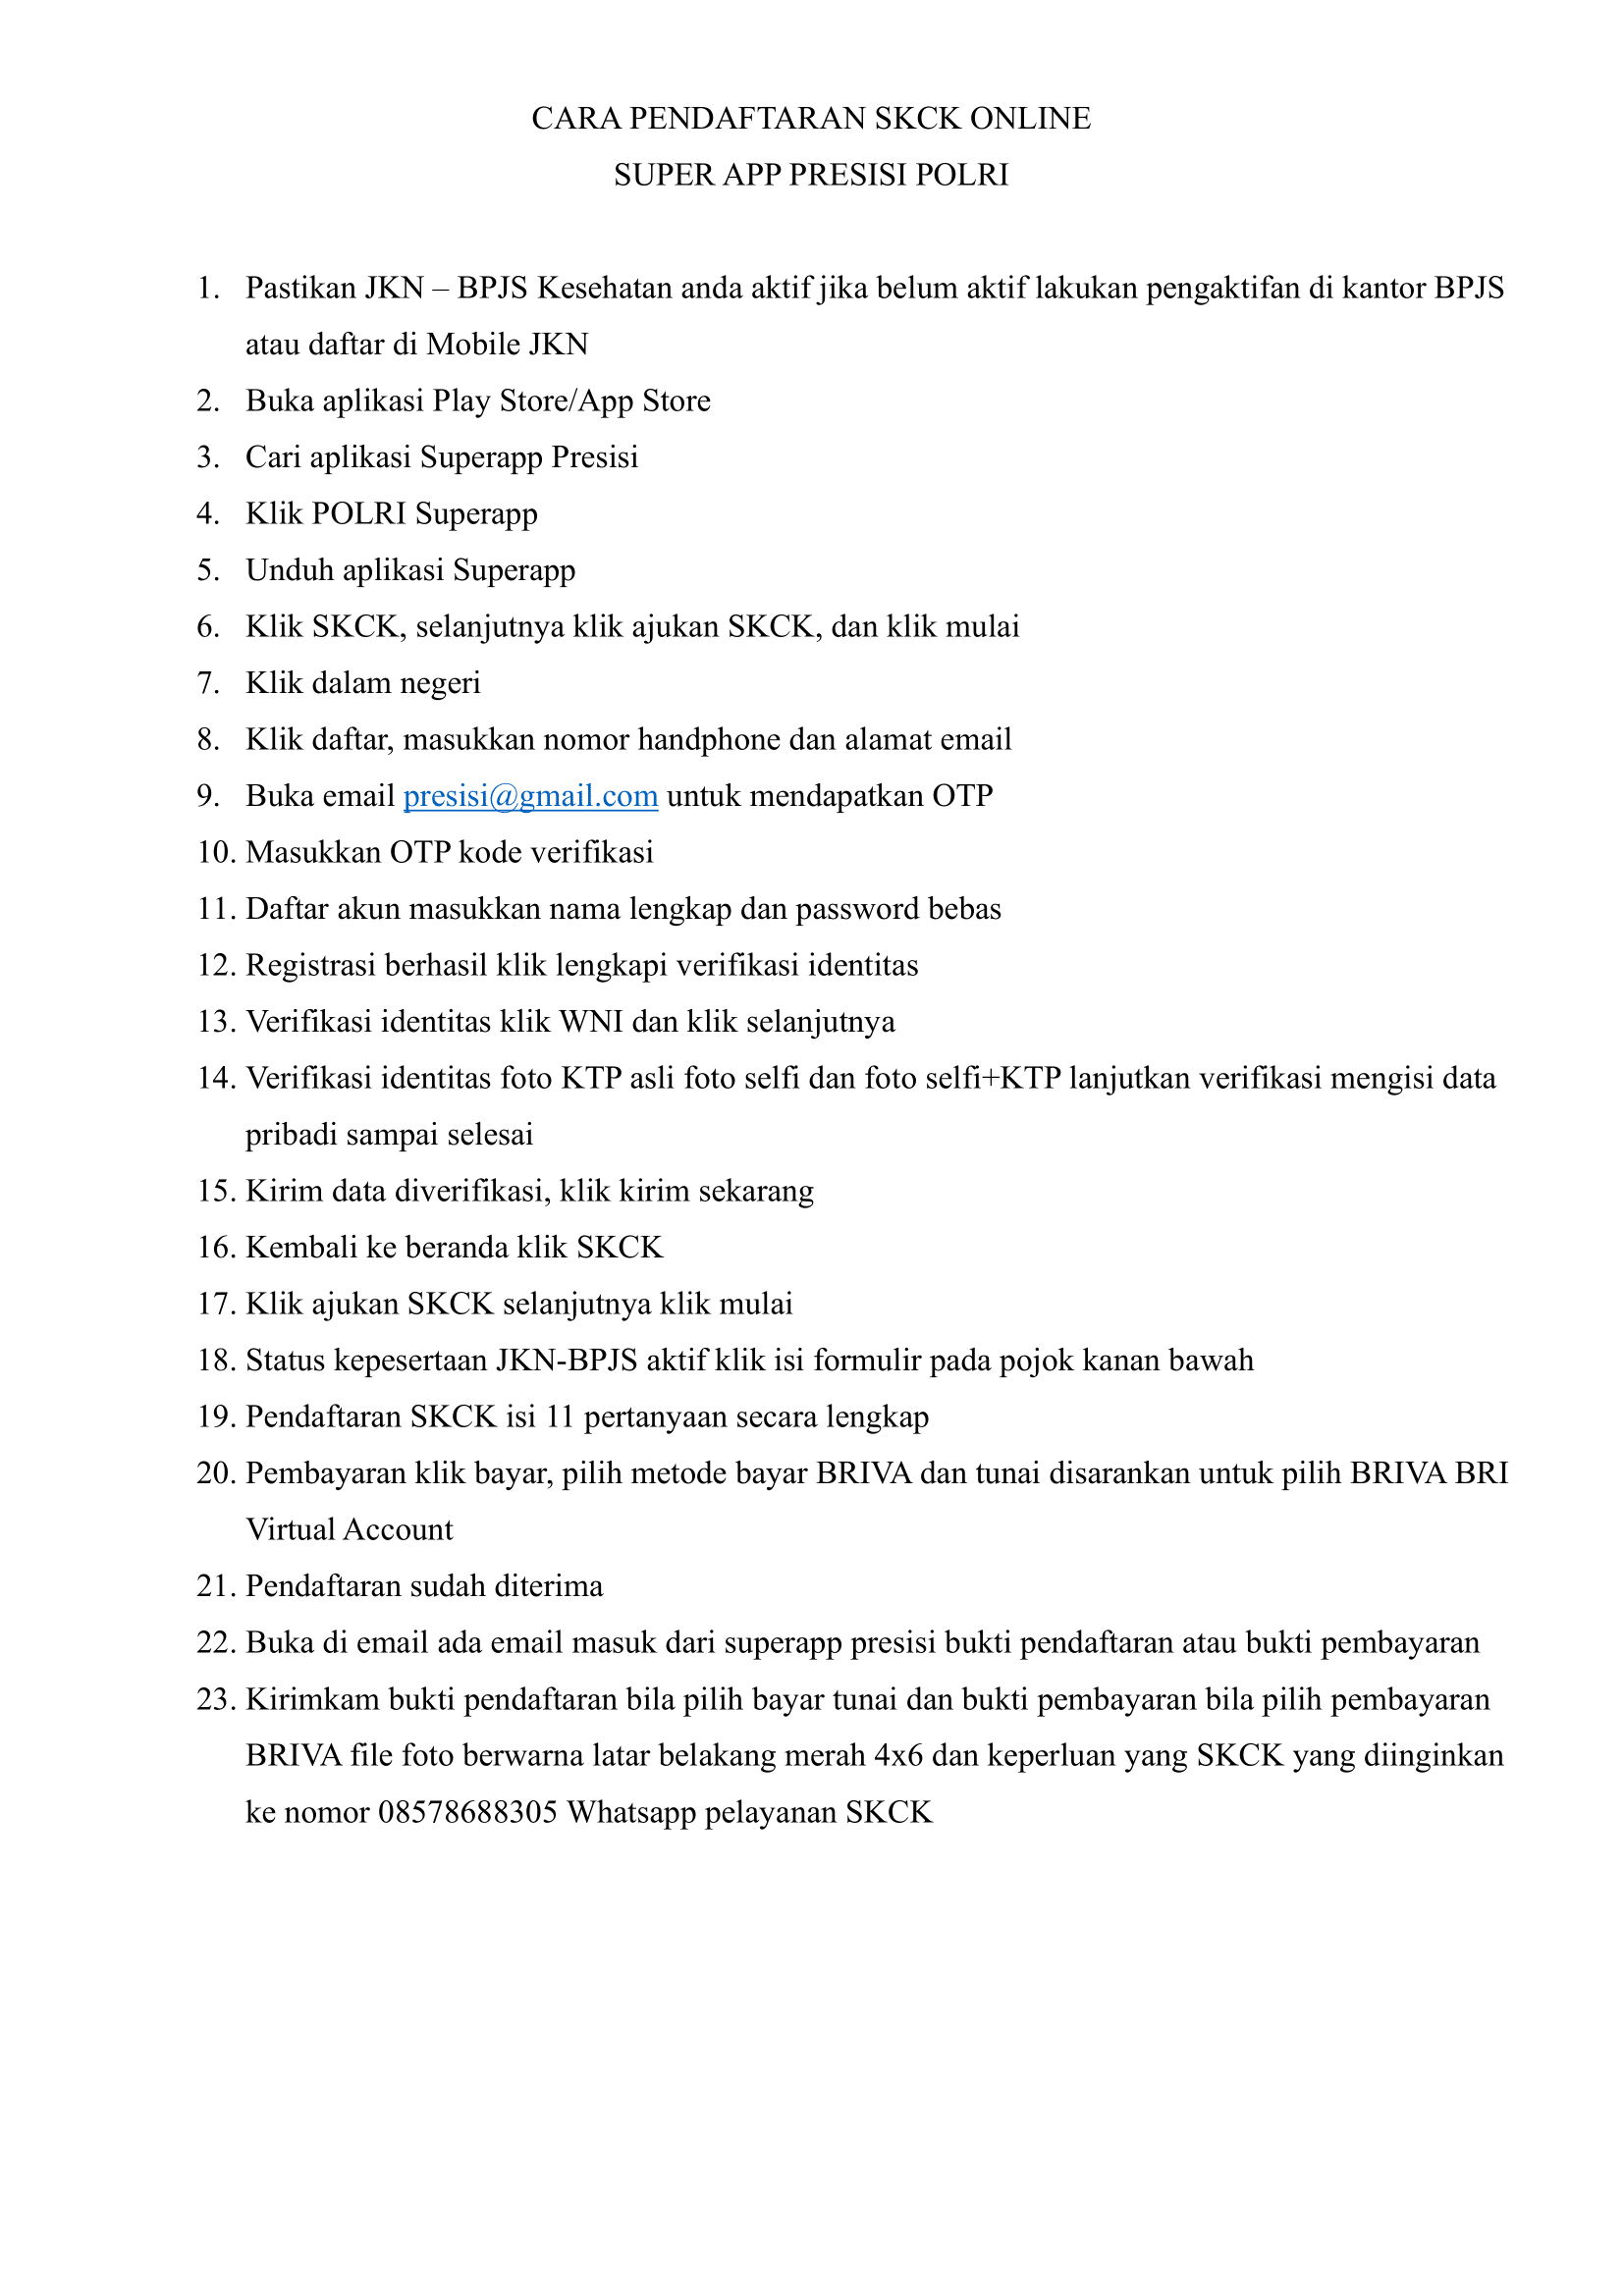 CARA PENDAFTARAN SKCK ONLINE
SUPER APP PRESISI POLRI
1. Pastikan JKN – BPJS Kesehatan anda aktif jika belum aktif lakukan pengaktifan di kantor BPJS
atau daftar di Mobile JKN
2. Buka aplikasi Play Store/App Store
3. Cari aplikasi Superapp Presisi
4. Klik POLRI Superapp
5. Unduh aplikasi Superapp
6. Klik SKCK, selanjutnya klik ajukan SKCK, dan klik mulai
7. Klik dalam negeri
8. Klik daftar, masukkan nomor handphone dan alamat email
9. Buka email presisi@gmail.com untuk mendapatkan OTP
10. Masukkan OTP kode verifikasi
11. Daftar akun masukkan nama lengkap dan password bebas
12. Registrasi berhasil klik lengkapi verifikasi identitas
13. Verifikasi identitas klik WNI dan klik selanjutnya
14. Verifikasi identitas foto KTP asli foto selfi dan foto selfi+KTP lanjutkan verifikasi mengisi data
pribadi sampai selesai
15. Kirim data diverifikasi, klik kirim sekarang
16. Kembali ke beranda klik SKCK
17. Klik ajukan SKCK selanjutnya klik mulai
18. Status kepesertaan JKN-BPJS aktif klik isi formulir pada pojok kanan bawah
19. Pendaftaran SKCK isi 11 pertanyaan secara lengkap
20. Pembayaran klik bayar, pilih metode bayar BRIVA dan tunai disarankan untuk pilih BRIVA BRI
Virtual Account
21. Pendaftaran sudah diterima
22. Buka di email ada email masuk dari superapp presisi bukti pendaftaran atau bukti pembayaran
23. Kirimkam bukti pendaftaran bila pilih bayar tunai dan bukti pembayaran bila pilih pembayaran
BRIVA file foto berwarna latar belakang merah 4x6 dan keperluan yang SKCK yang diinginkan
ke nomor 08578688305 Whatsapp pelayanan SKCK